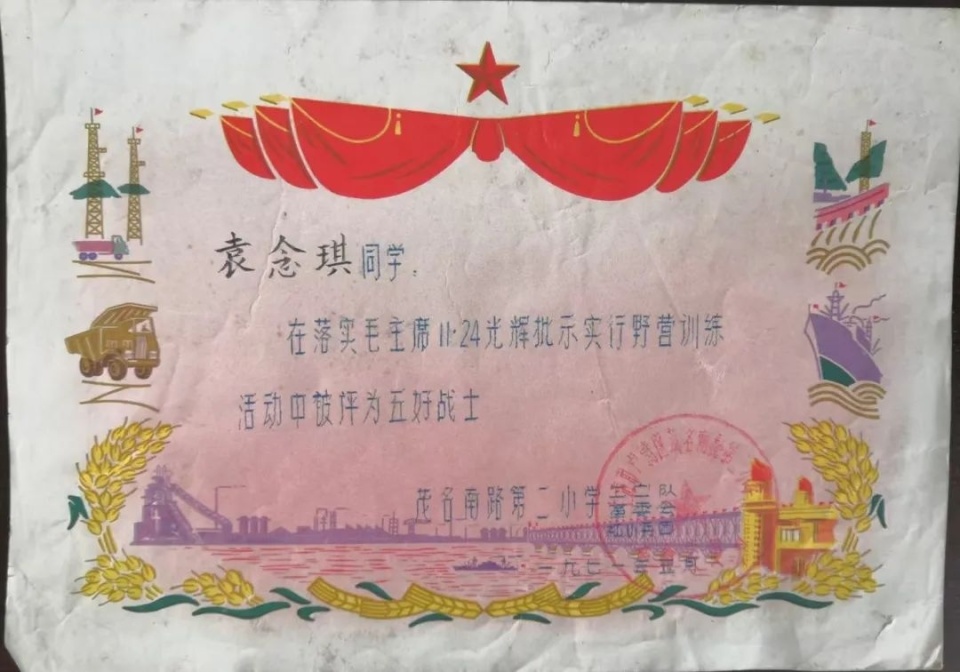 袁念琪同学：
在落实毛主席11·24光辉批示实行野营训练
活动中被评为五好战士
茂名南路第二小学
一九七一年五月